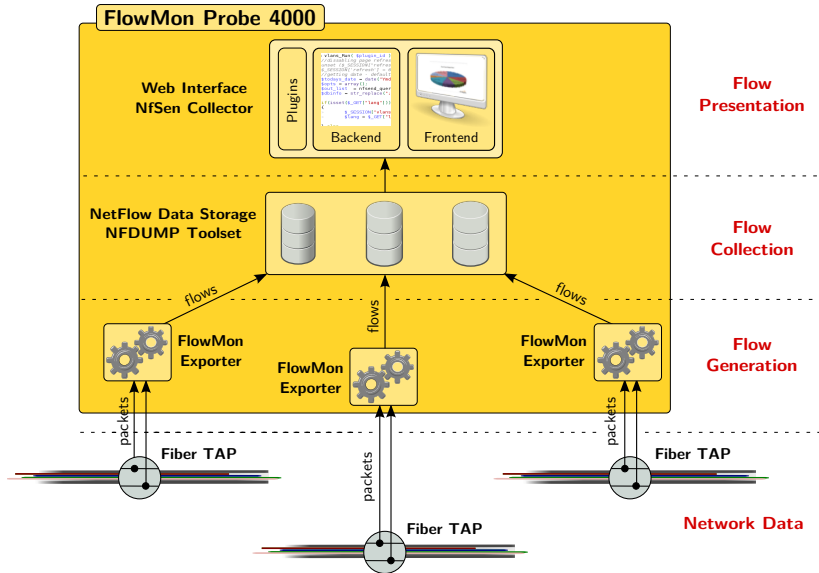 FlowMon Probe 4000
Web Interface
NfSen Collector
Plugins
Backend
Frontend
Flow
Presentation
NetFlow Data Storage
NFDUMP Toolset
Flow
Collection
flows
flows
flows
FlowMon
Exporter
FlowMon
Exporter
FlowMon
Exporter
Flow
Generation
packets
packets
packets
Fiber TAP
Fiber TAP
Fiber TAP
Network Data